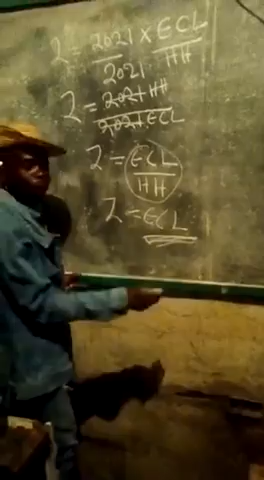 2 = 2021 × ECL
2021 HH
2 = 2021 HH
2021 ECL
2 = ECL
HH
2 = ECL